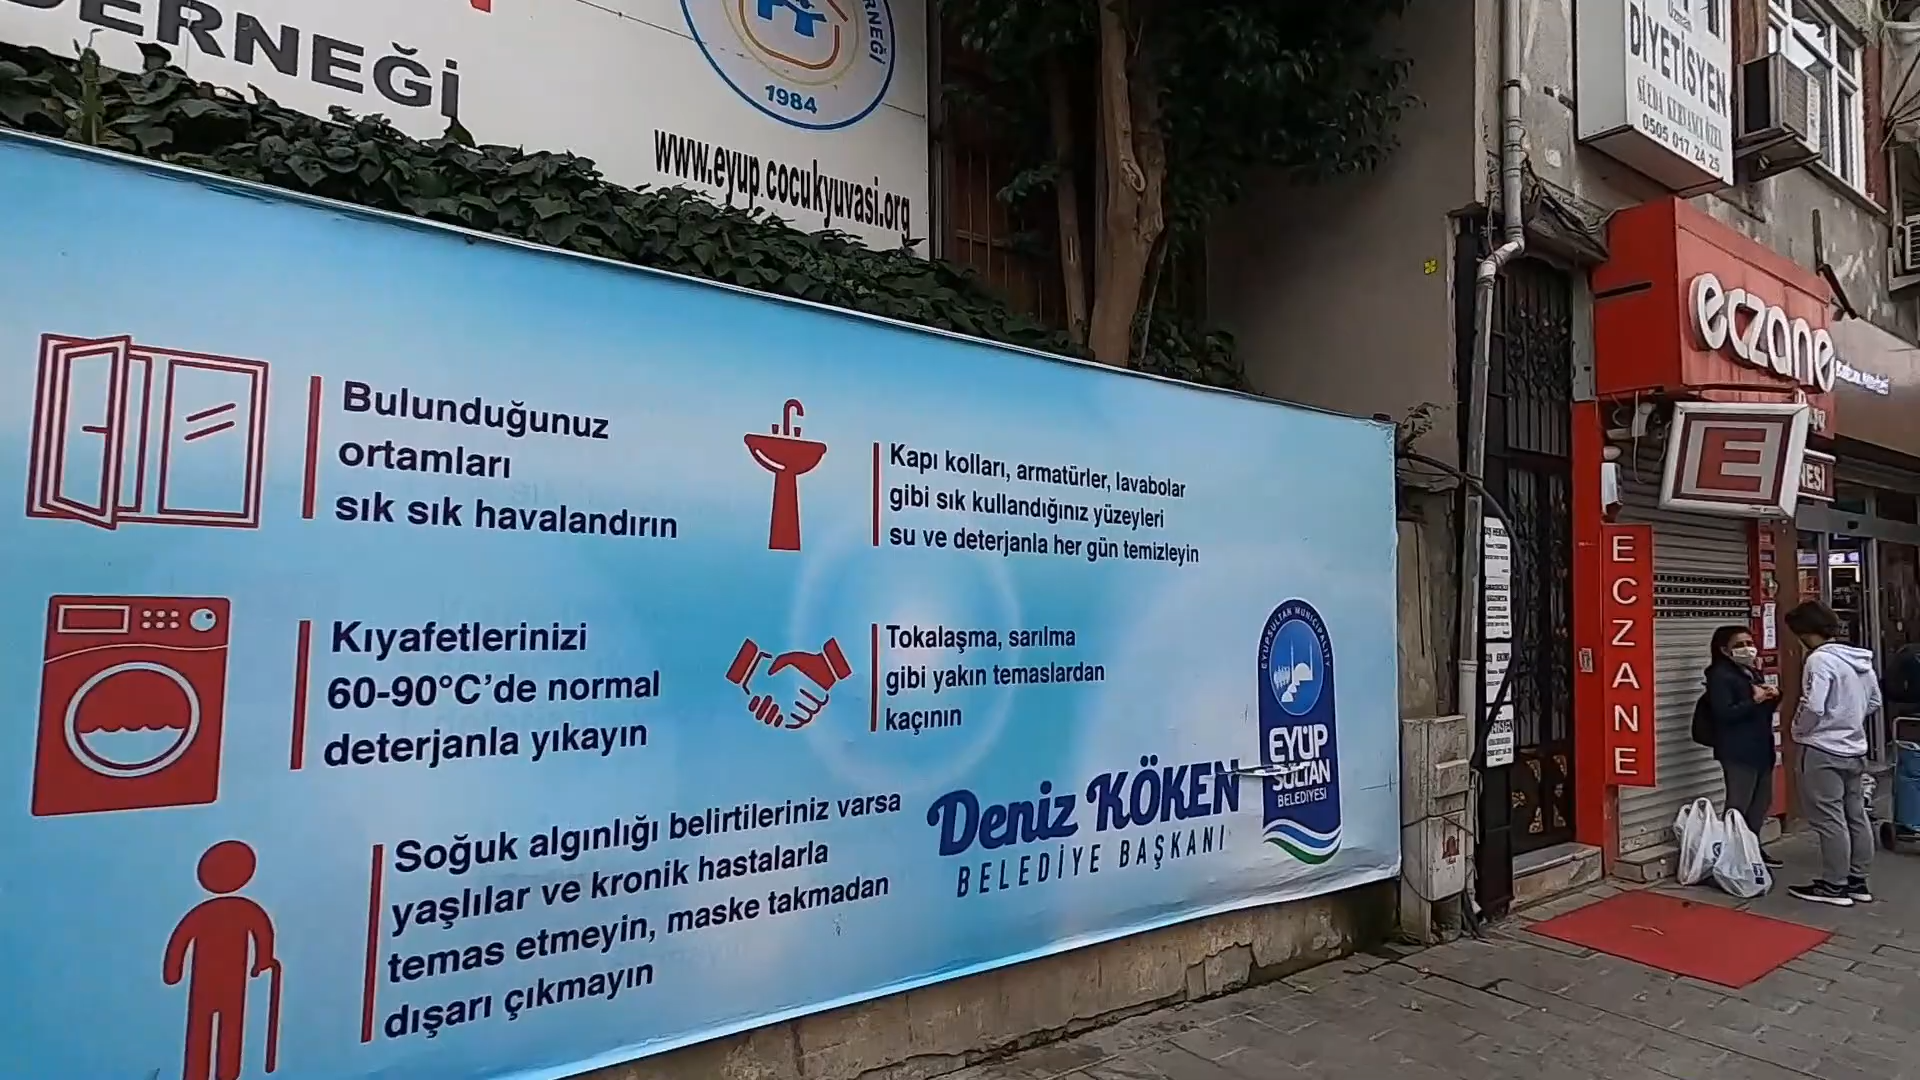 DERNEĞİ
RNEĞİ
1984
www.eyup.cocukyuvasi.org
Uzman
DİYETİSYEN
0505 017 24 25
eczane
E
NESİ
ECZANE
Bulunduğunuz
ortamları
sık sık havalandırın
Kapı kolları, armatürler, lavabolar
gibi sık kullandığınız yüzeyleri
su ve deterjanla her gün temizleyin
Kıyafetlerinizi
60-90°C'de normal
deterjanla yıkayın
Tokalaşma, sarılma
gibi yakın temaslardan
kaçının
Soğuk algınlığı belirtileriniz varsa
yaşlılar ve kronik hastalarla
temas etmeyin, maske takmadan
dışarı çıkmayın
Deniz KÖKEN
BELEDİYE BAŞKANI
EYÜPSULTAN MUNICIPALITY
EYÜP
SULTAN
BELEDİYESİ